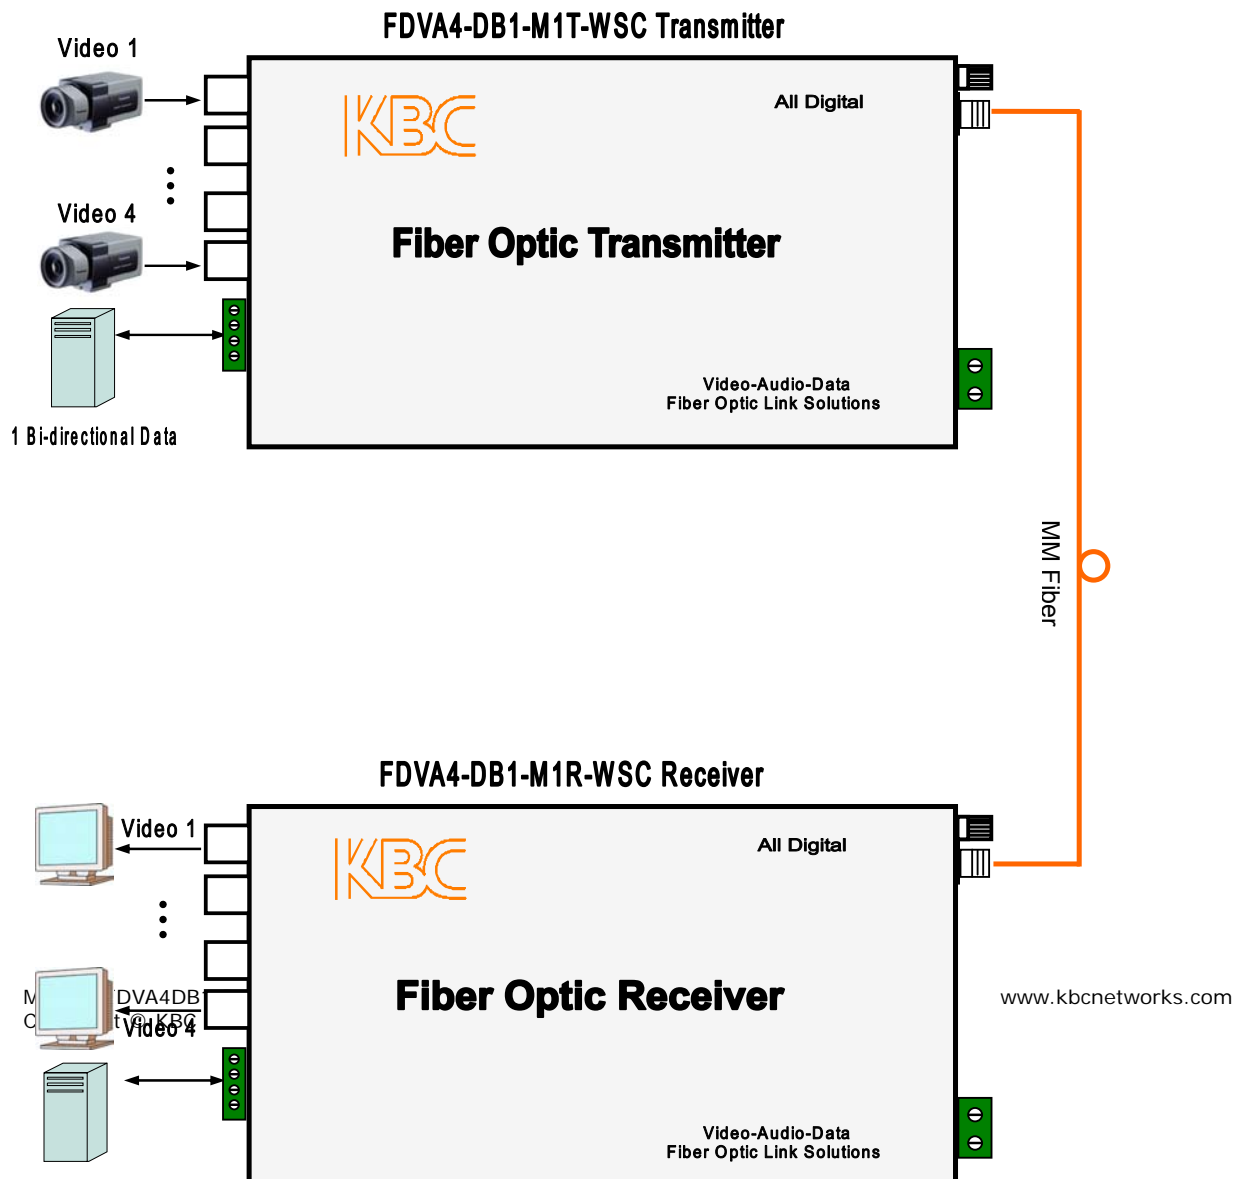 FDVA4-DB1-M1T-WSC Transmitter
Video 1
KBC
All Digital
Video 4
Fiber Optic Transmitter
Video-Audio-Data
Fiber Optic Link Solutions
1 Bi-directional Data
MM Fiber
FDVA4-DB1-M1R-WSC Receiver
Video 1
KBC
All Digital
Fiber Optic Receiver
© KBC
www.kbcnetworks.com
Video 4
Video-Audio-Data
Fiber Optic Link Solutions